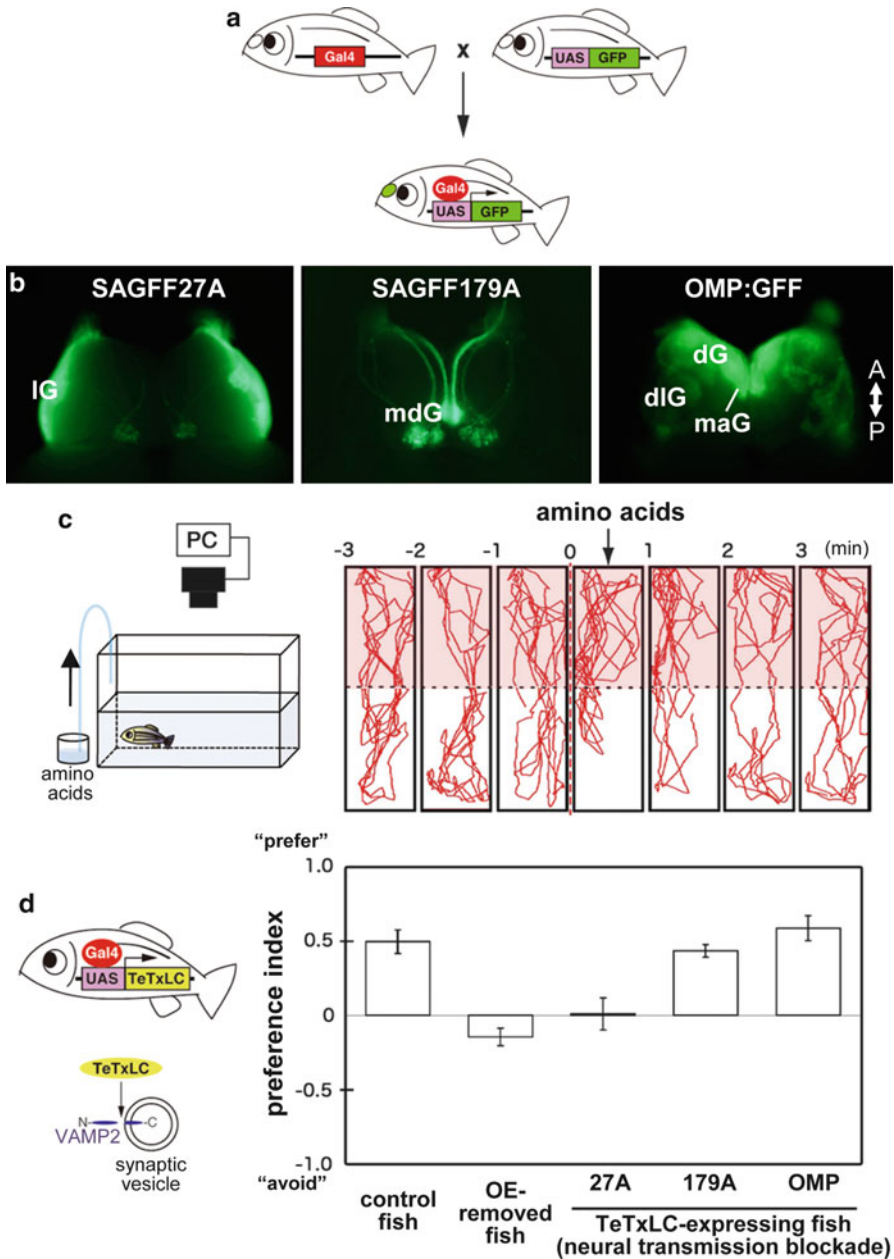 a
Gal4
x
UAS GFP
Gal4
UAS GFP
b
SAGFF27A
SAGFF179A
OMP:GFF
lG
mdG
dG
dlG
maG
A
P
c
PC
amino acids
amino acids
-3 -2 -1 0 1 2 3 (min)
"prefer"
d
Gal4
UAS TeTxLC
TeTxLC
N- -C
VAMP2
synaptic
vesicle
preference index
1.0
0.5
0
-0.5
-1.0
"avoid"
control
fish
OE-
removed
fish
27A 179A OMP
TeTxLC-expressing fish
(neural transmission blockade)